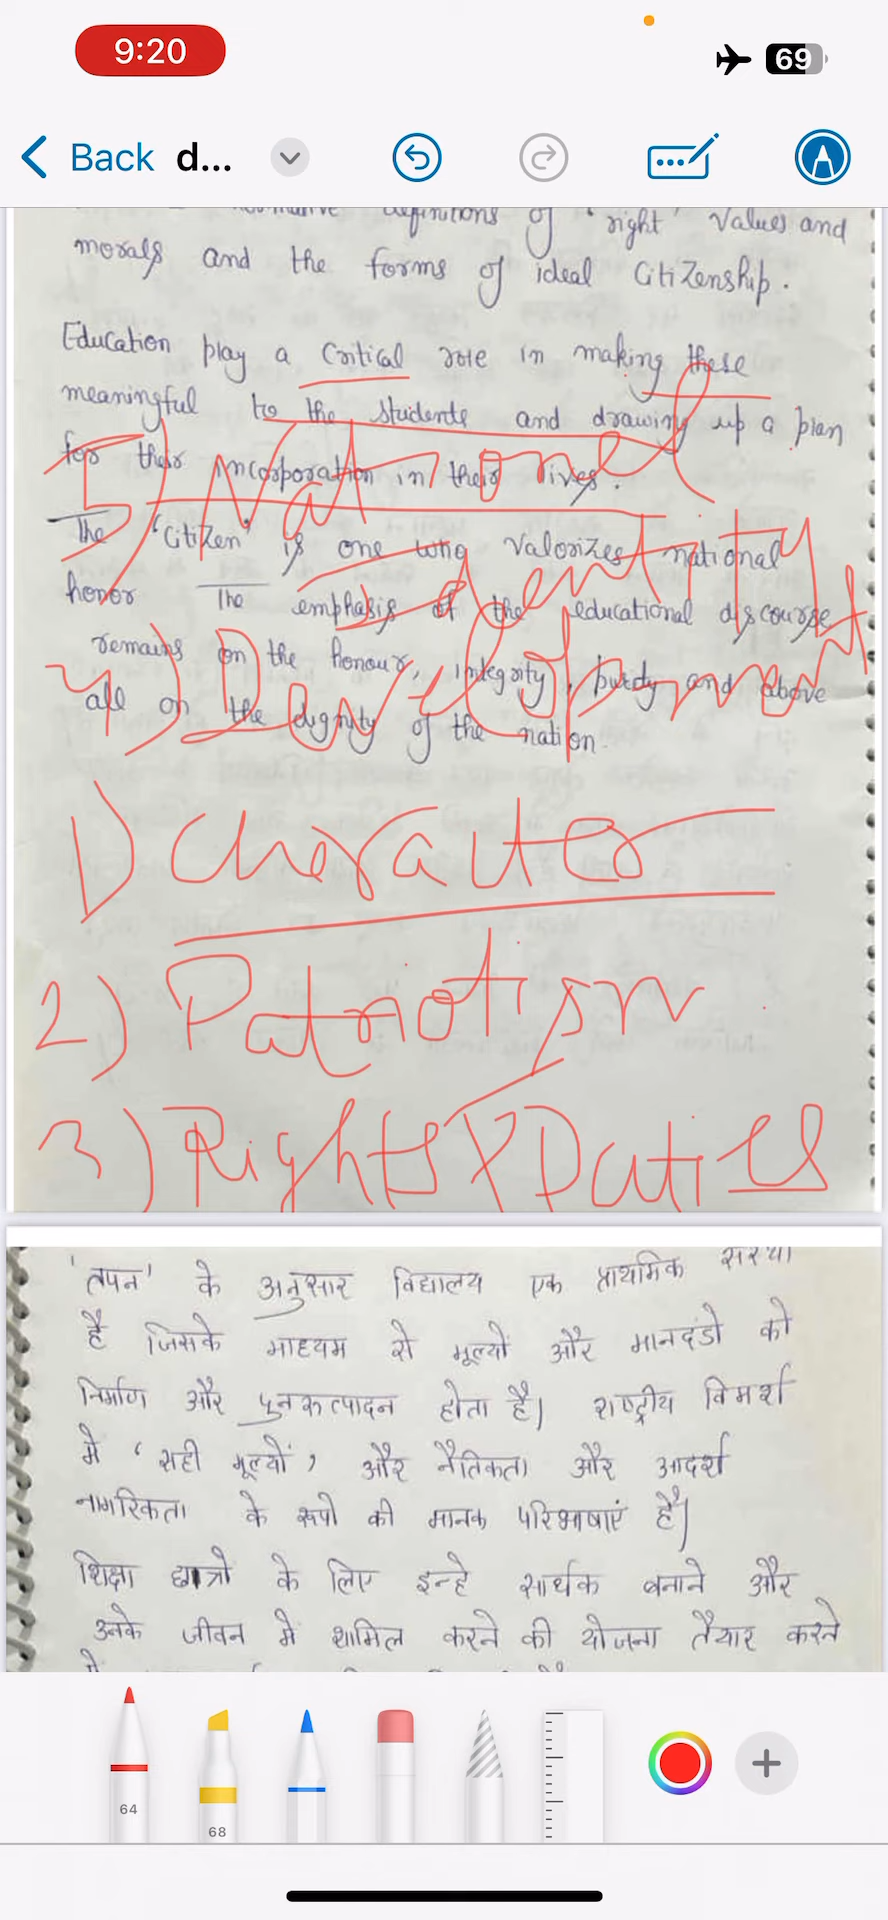 9:20
69
Back d...
definitions of 'right' values and
morals and the forms of ideal CitiZenship.
Education play a Critical role in making these
meaningful to the students and drawing up a plan
for their incorporation in their lives.
5) National
The 'CitiZen' is one who valorizes national
Identity
honor The emphasis of the educational discourse
remains on the honour, integrity, purity and above
4) Development
all on the dignity of the nation.
1) Character
2) Patriotism
3) Rights & Duties
'तपन' के अनुसार विद्यालय एक प्राथमिक संस्था
है जिसके माध्यम से मूल्यों और मानदंडो को
निर्माण और पुनरुत्पादन होता है। राष्ट्रीय विमर्श
में 'सही मूल्यों' और नैतिकता और आदर्श
नागरिकता के रूपो की मानक परिभाषाएं हैं।
शिक्षा छात्रो के लिए इन्हे सार्थक बनाने और
उनके जीवन में शामिल करने की योजना तैयार करने
64
68